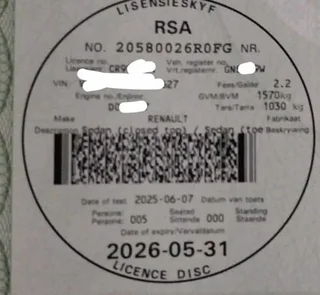 LISENSIESKYF
RSA
NO. 20580026R0FG NR.
Licence no. Veh. register no.
CR9 Vrt.registernr. GN W
VIN 27 Fees/Gelde 2.2
Engine no./Enjinnr. GVM/BVM 1570kg
Tare/Tarra 1030 kg
Make RENAULT Fabrikaat
Description Sedan (closed top) / Sedan (toe Beskrywing
Date of test 2025-06-07 Datum van toets
Persons: Seated Standing
Persone: 005 Sittende 000 Staande
Date of expiry/Vervaldatum
2026-05-31
LICENCE DISC